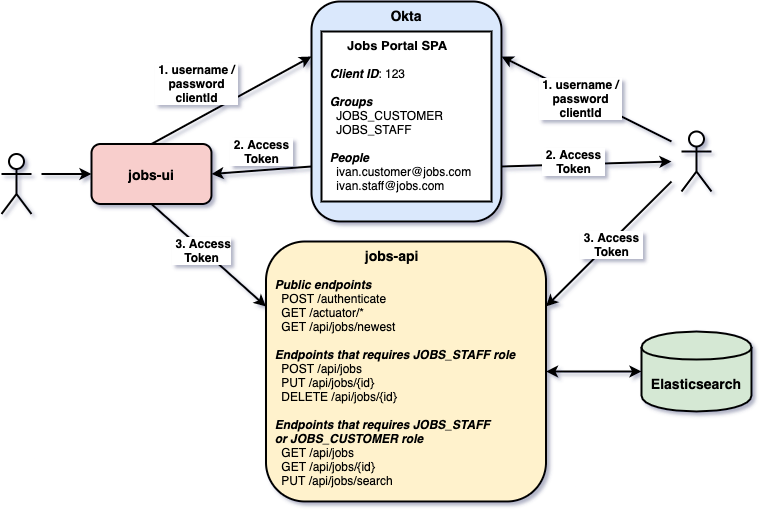 Okta
Jobs Portal SPA
Client ID: 123
Groups
JOBS_CUSTOMER
JOBS_STAFF
People
ivan.customer@jobs.com
ivan.staff@jobs.com
1. username /
password
clientId
1. username /
password
clientId
2. Access
Token
2. Access
Token
jobs-ui
3. Access
Token
3. Access
Token
jobs-api
Public endpoints
POST /authenticate
GET /actuator/*
GET /api/jobs/newest
Endpoints that requires JOBS_STAFF role
POST /api/jobs
PUT /api/jobs/{id}
DELETE /api/jobs/{id}
Endpoints that requires JOBS_STAFF
or JOBS_CUSTOMER role
GET /api/jobs
GET /api/jobs/{id}
PUT /api/jobs/search
Elasticsearch